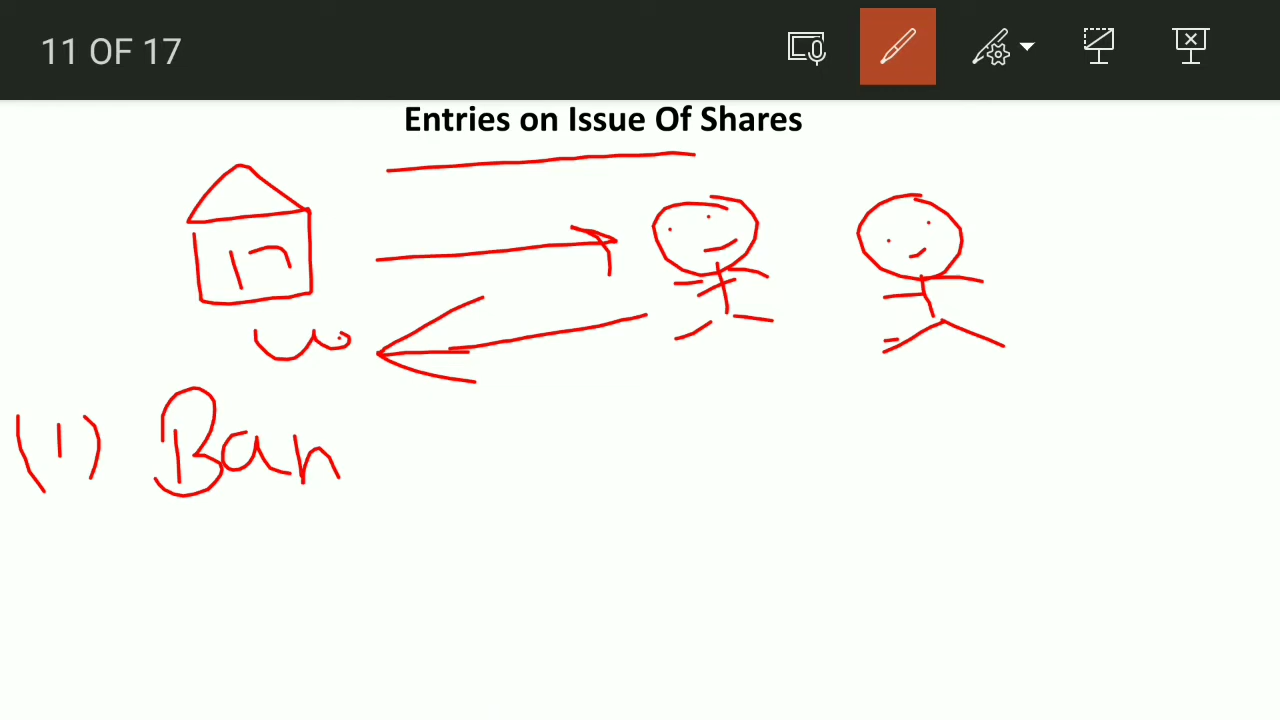 11 OF 17
Entries on Issue Of Shares
(1) Ban